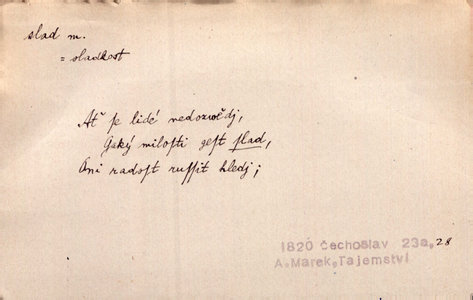 slad m.
= sladkost
Ať ſe lidé nedozwědj,
Gaký miloſti geſt ſlad,
Oni radoſt ruſſit hledj;
1820 Čechoslav 23a, 28
A.Marek,Tajemství